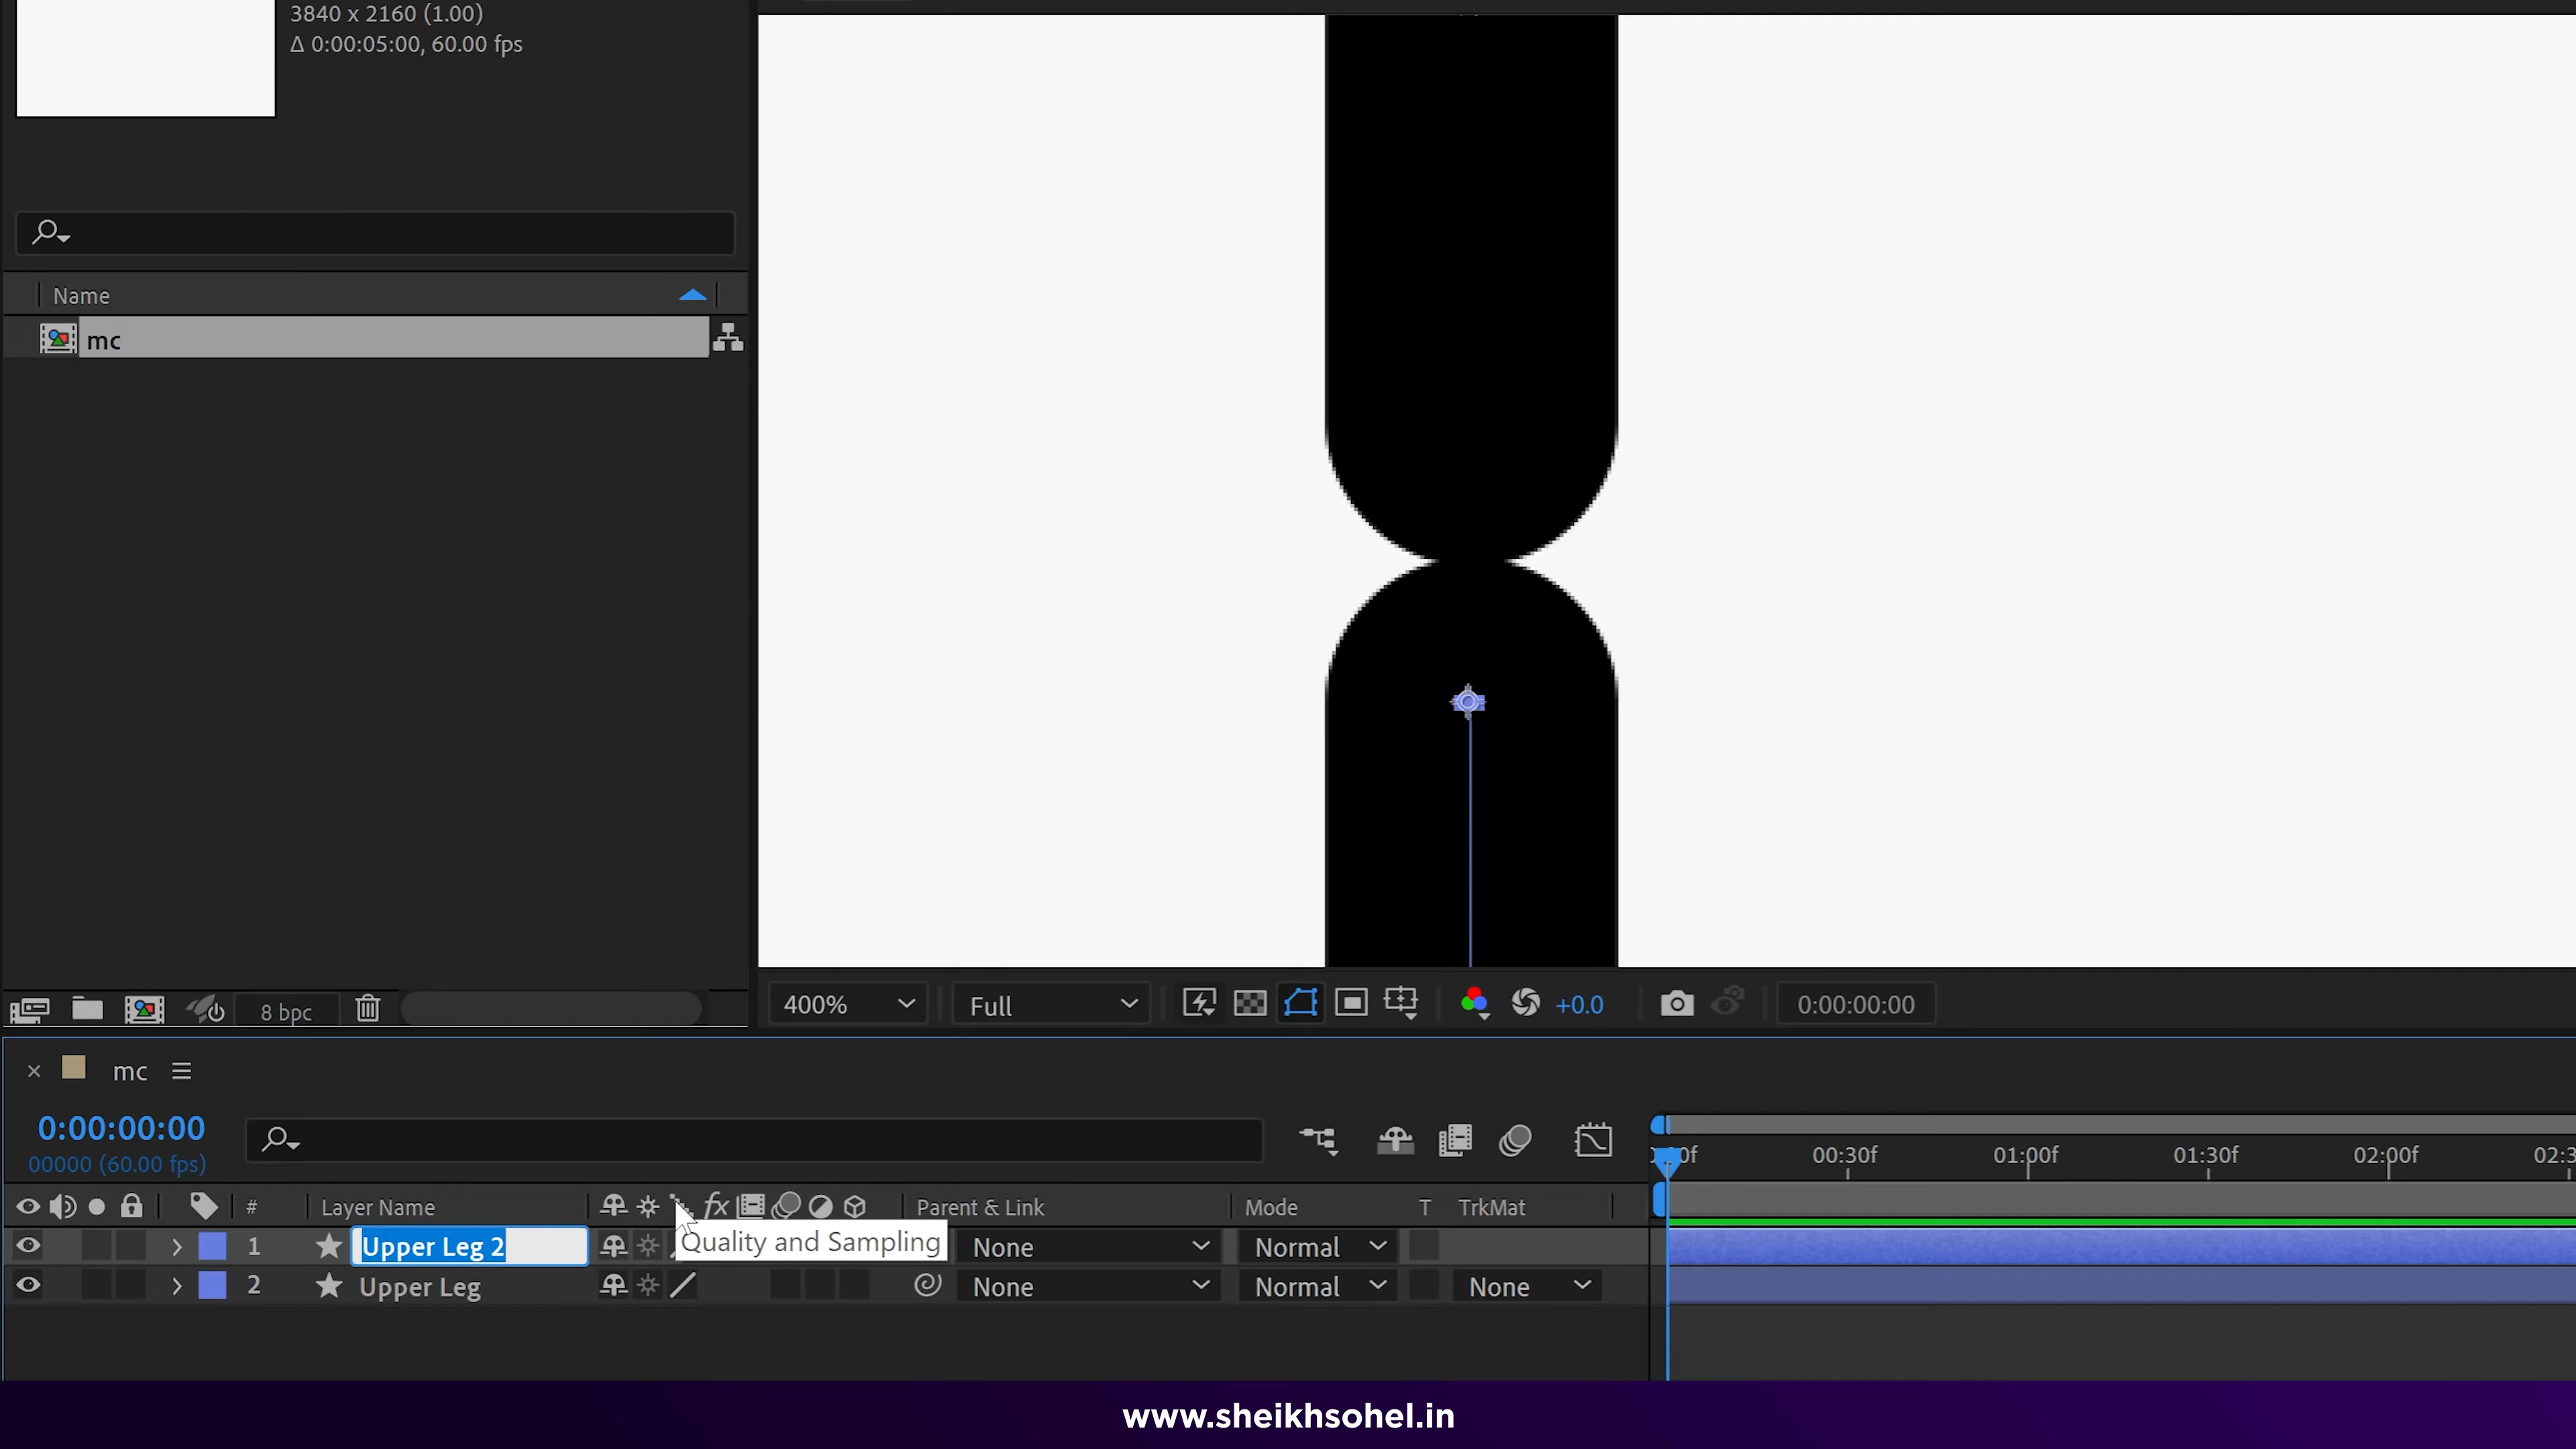 3840 x 2160 (1.00)
Δ 0:00:05:00, 60.00 fps
Name
mc
8 bpc
400%
Full
+0.0
0:00:00:00
mc
0:00:00:00
00000 (60.00 fps)
00:30f
01:00f
01:30f
02:00f
#
Layer Name
fx
Parent & Link
Mode
T
TrkMat
1
Upper Leg 2
Quality and Sampling
None
Normal
2
Upper Leg
None
Normal
None
www.sheikhsohel.in